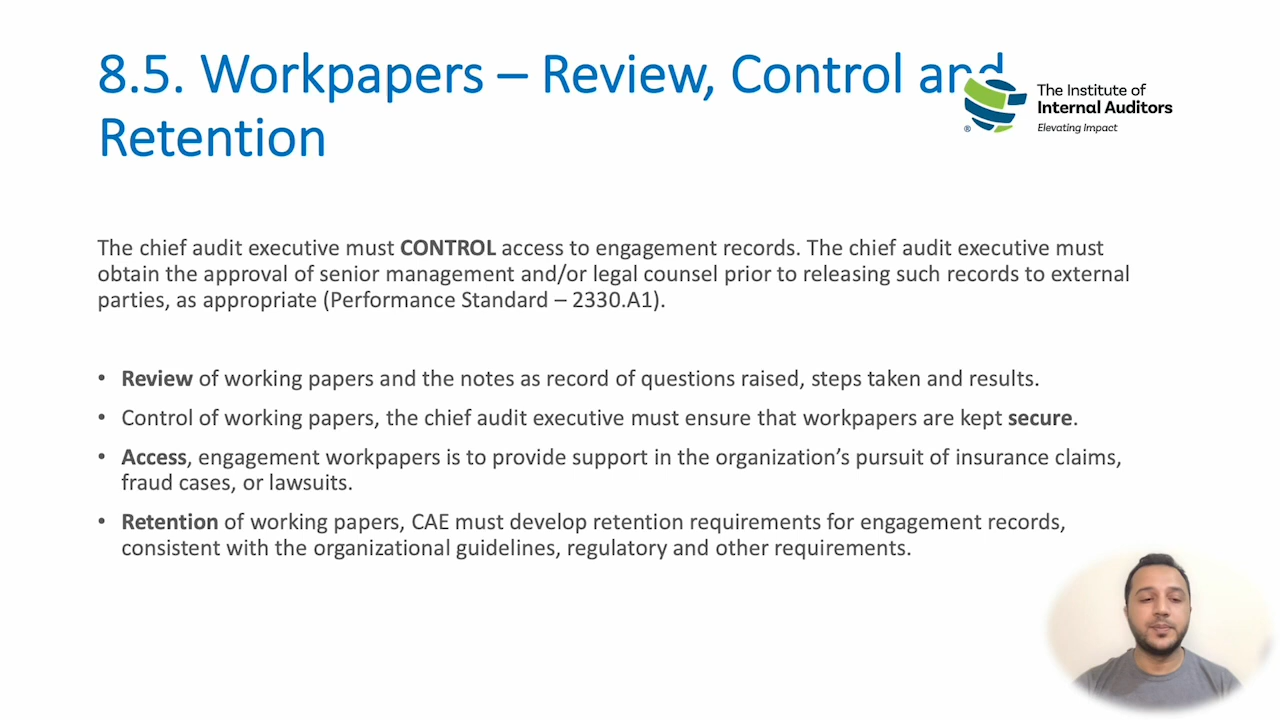 8.5. Workpapers – Review, Control and
Retention
The Institute of
Internal Auditors
® Elevating Impact
The chief audit executive must CONTROL access to engagement records. The chief audit executive must
obtain the approval of senior management and/or legal counsel prior to releasing such records to external
parties, as appropriate (Performance Standard – 2330.A1).
• Review of working papers and the notes as record of questions raised, steps taken and results.
• Control of working papers, the chief audit executive must ensure that workpapers are kept secure.
• Access, engagement workpapers is to provide support in the organization’s pursuit of insurance claims,
fraud cases, or lawsuits.
• Retention of working papers, CAE must develop retention requirements for engagement records,
consistent with the organizational guidelines, regulatory and other requirements.